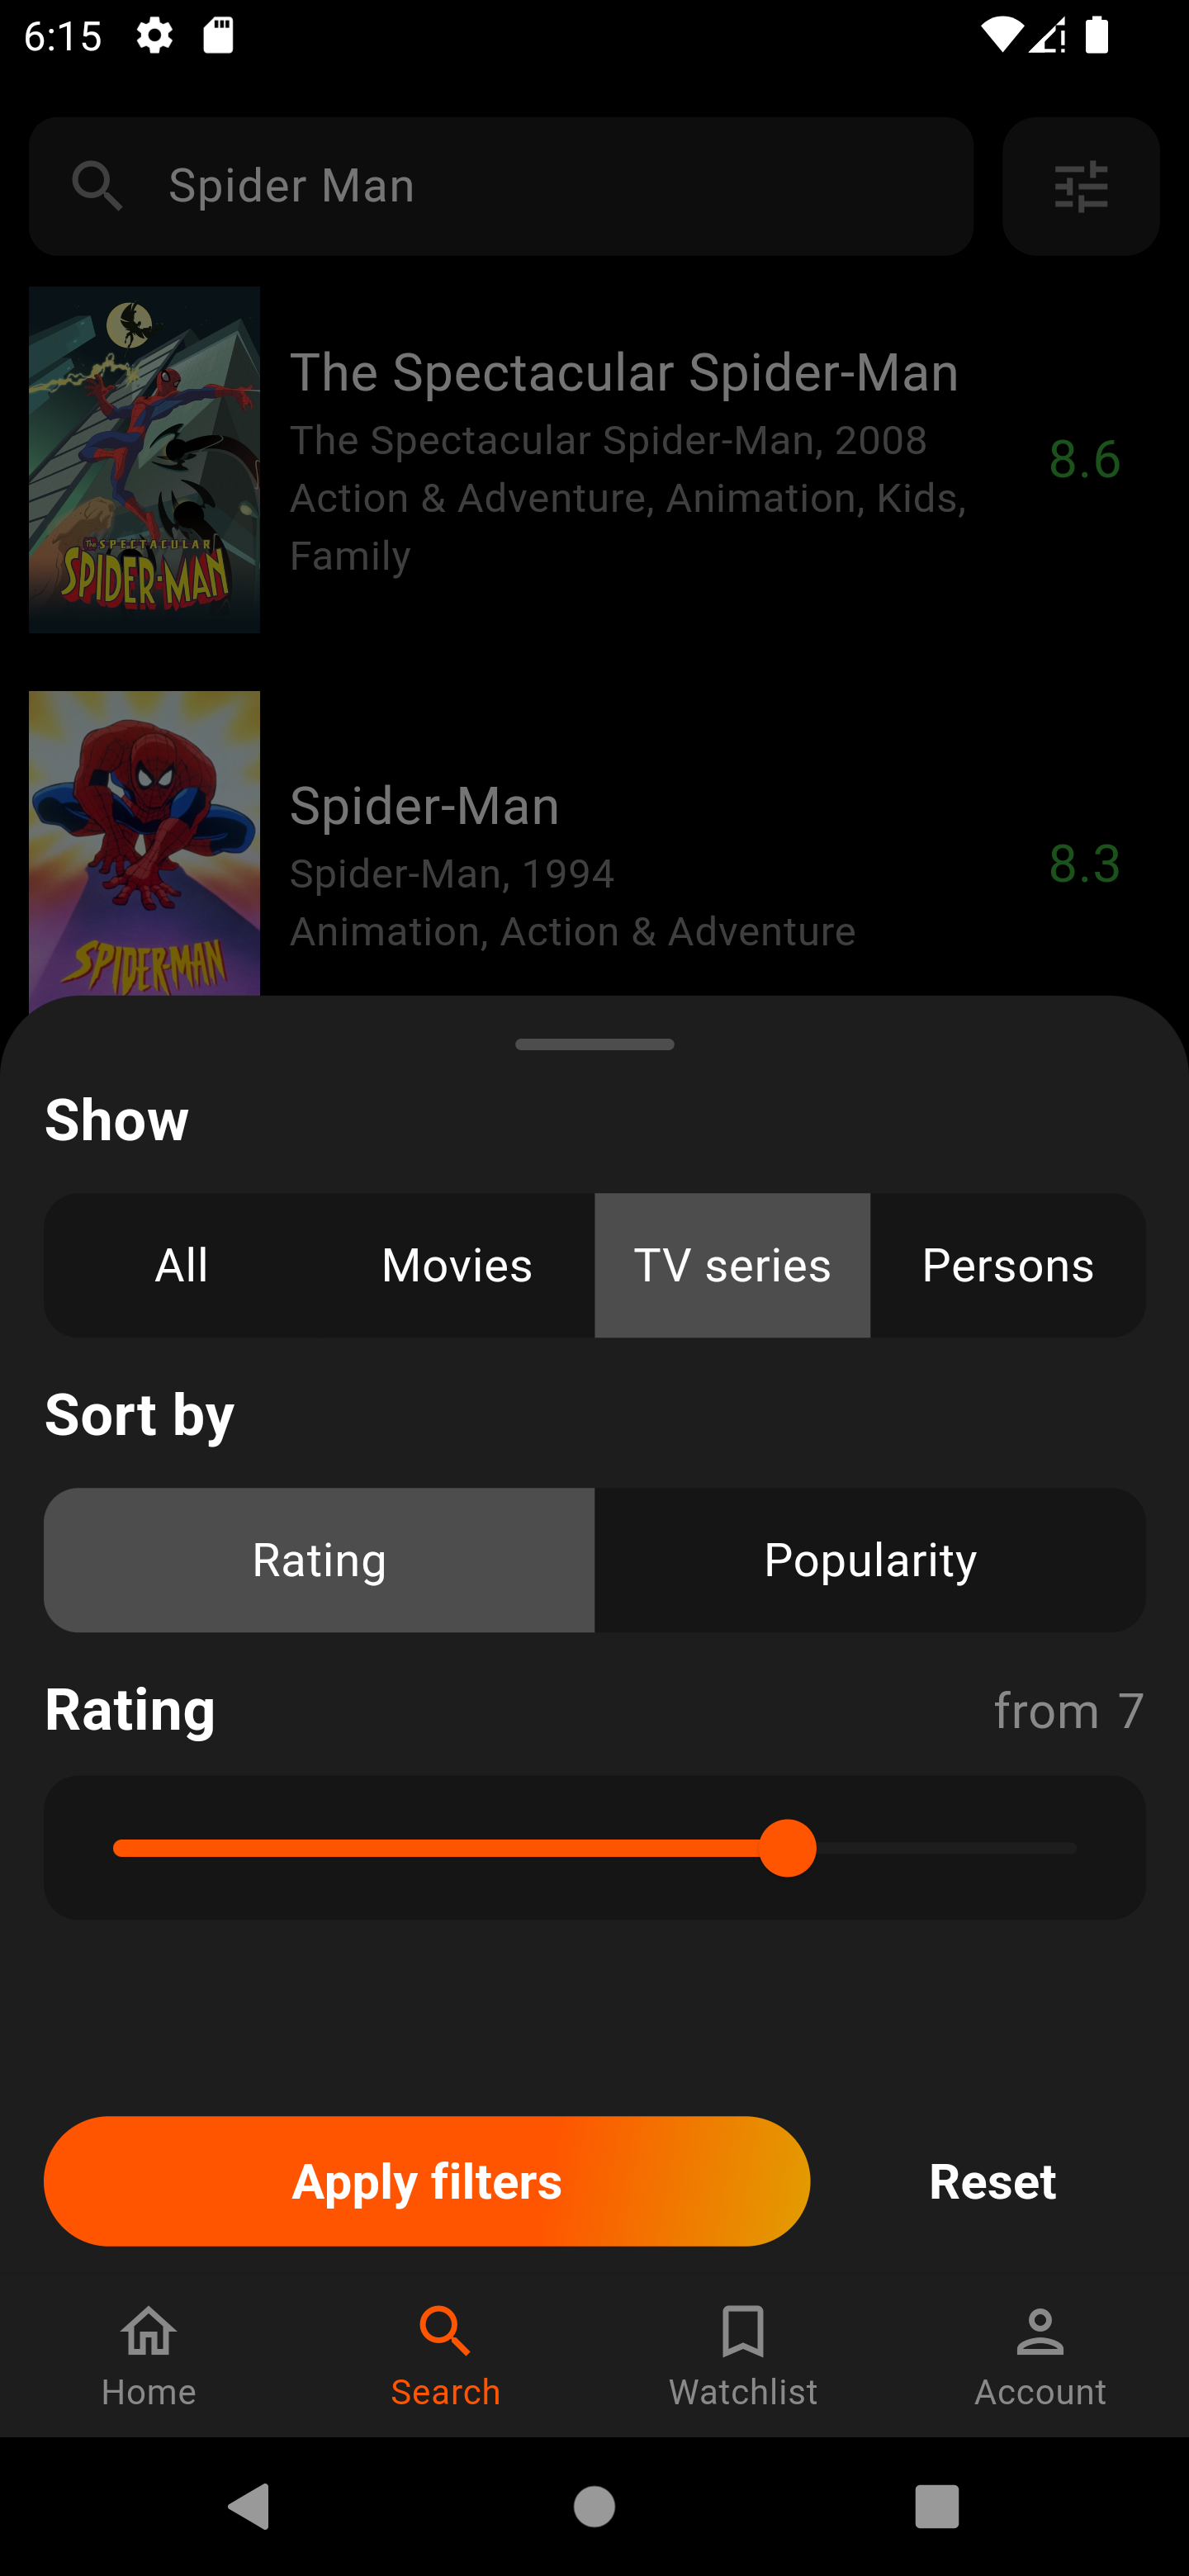 6:15
Spider Man
The SPECTACULAR
SPIDER-MAN
The Spectacular Spider-Man
The Spectacular Spider-Man, 2008
Action & Adventure, Animation, Kids,
Family
8.6
SPIDER-MAN
Spider-Man
Spider-Man, 1994
Animation, Action & Adventure
8.3
Show
All Movies TV series Persons
Sort by
Rating Popularity
Rating from 7
Apply filters Reset
Home Search Watchlist Account